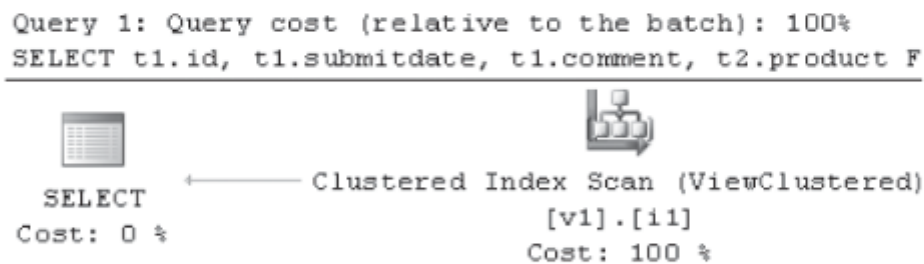 Query 1: Query cost (relative to the batch): 100%
SELECT t1.id, t1.submitdate, t1.comment, t2.product F
SELECT
Cost: 0 %
Clustered Index Scan (ViewClustered)
[v1].[i1]
Cost: 100 %